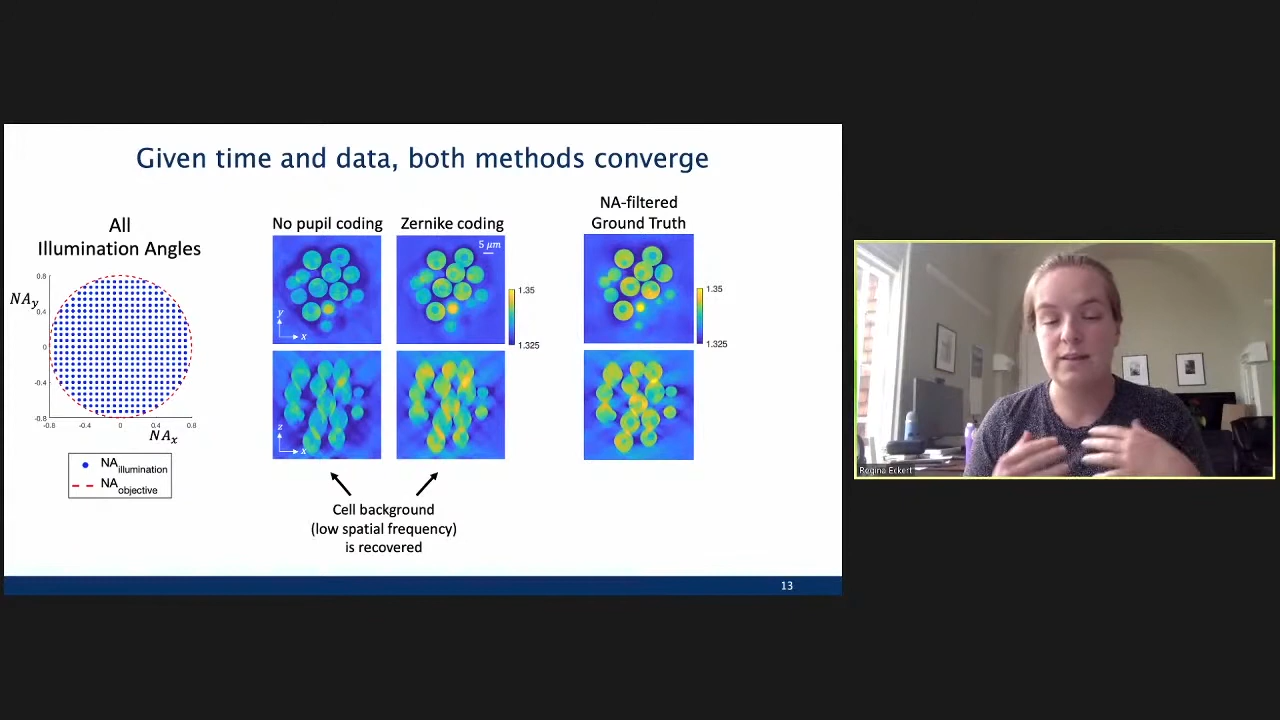 Given time and data, both methods converge
All
Illumination Angles
NAy
0.8
0.4
0
-0.4
-0.8
-0.8 -0.4 0 0.4 0.8
NAx
NAillumination
NAobjective
No pupil coding
Zernike coding
NA-filtered
Ground Truth
5 μm
y
x
z
x
1.35
1.325
1.35
1.325
Cell background
(low spatial frequency)
is recovered
13
Regina Eckert